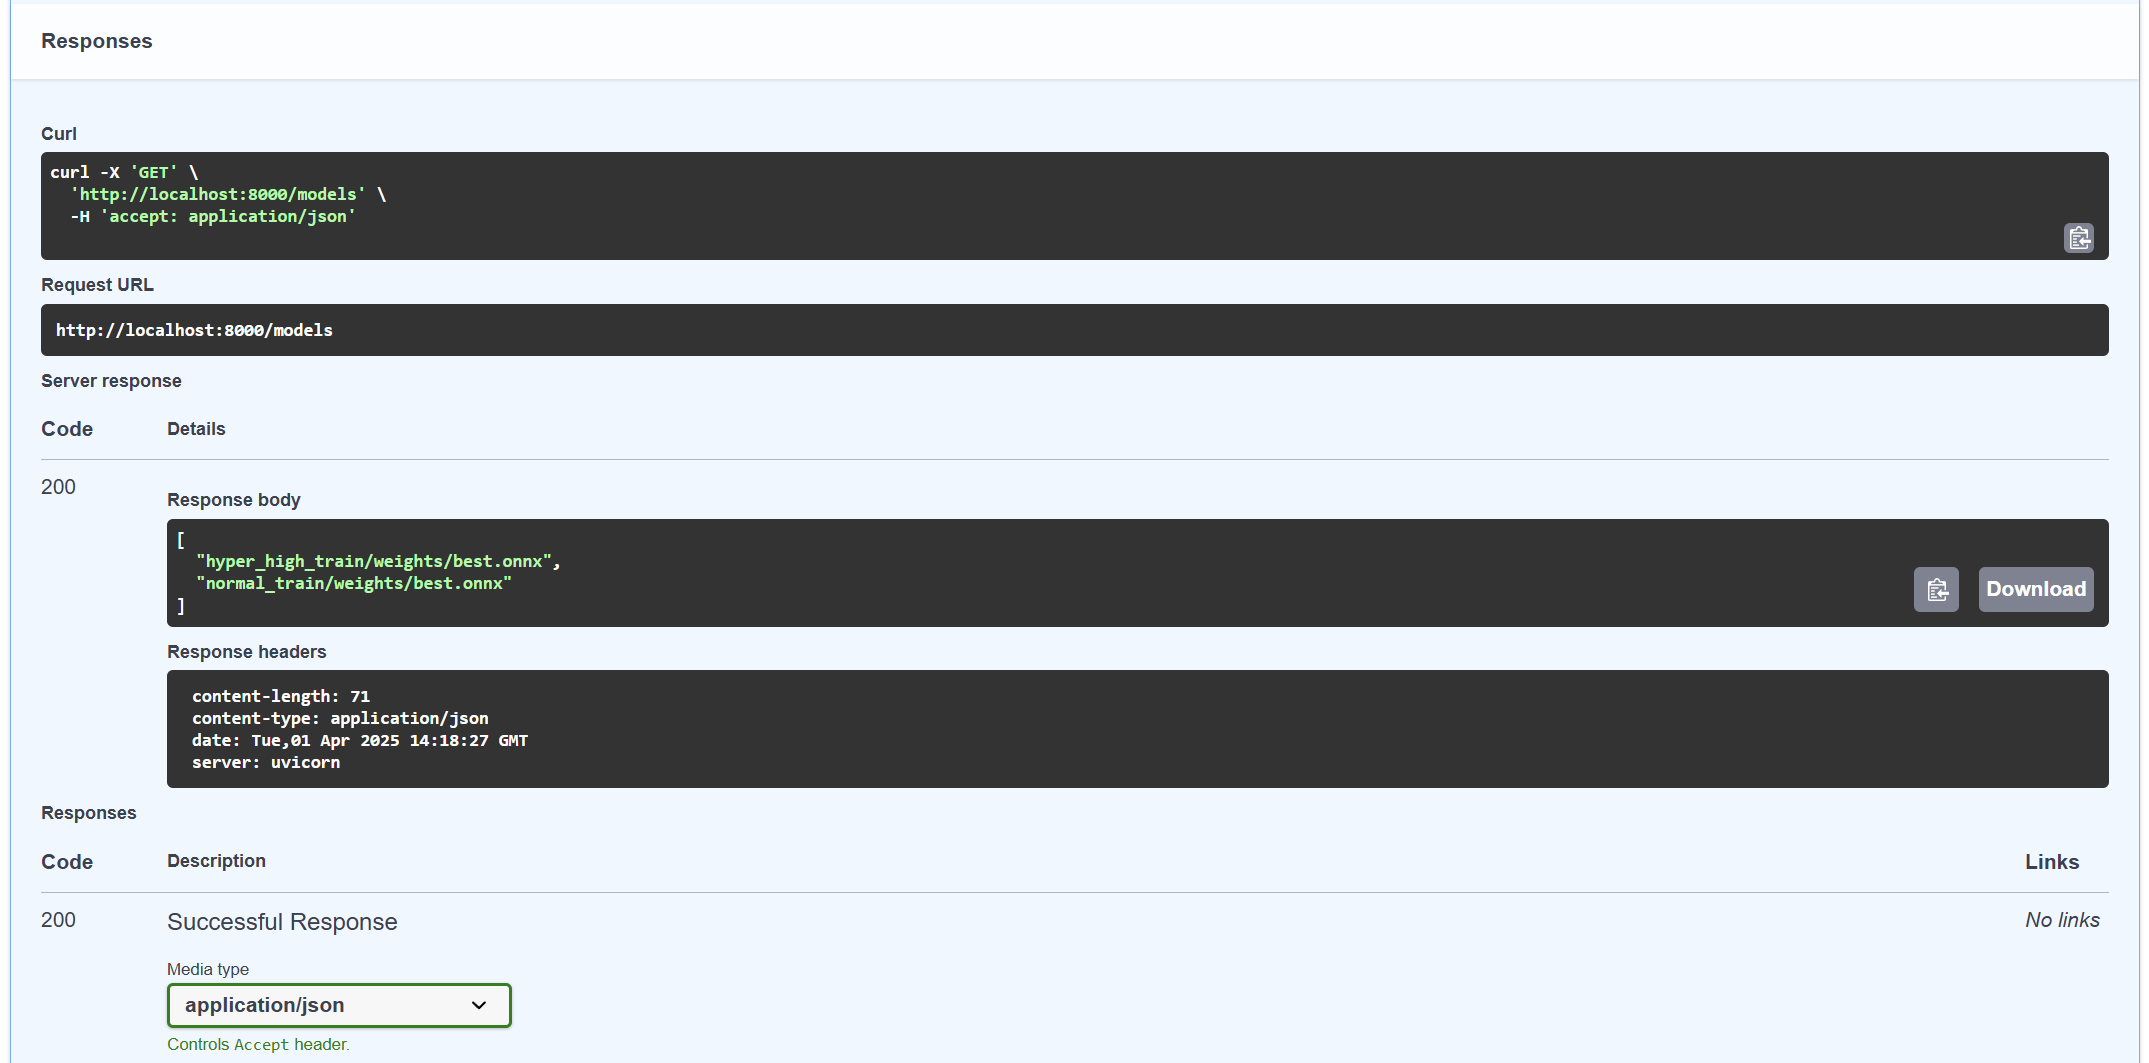 Responses
Curl
curl -X 'GET' \
  'http://localhost:8000/models' \
  -H 'accept: application/json'
Request URL
http://localhost:8000/models
Server response
Code Details
200
Response body
[
  "hyper_high_train/weights/best.onnx",
  "normal_train/weights/best.onnx"
]
Download
Response headers
content-length: 71
content-type: application/json
date: Tue,01 Apr 2025 14:18:27 GMT
server: uvicorn
Responses
Code Description Links
200 Successful Response No links
Media type
application/json
Controls Accept header.